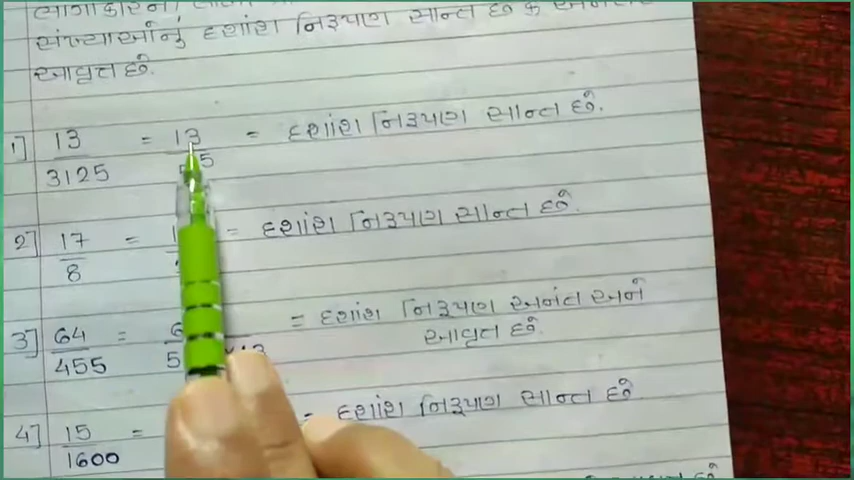 સંખ્યાઓનું દશાંશ નિરૂપણ સાન્ત છે કે
આવૃત્ત છે.
1] 13/3125 = 13/5 = દશાંશ નિરૂપણ સાન્ત છે.
2] 17/8 = = દશાંશ નિરૂપણ સાન્ત છે.
3] 64/455 = = દશાંશ નિરૂપણ અનંત અને
આવૃત છે.
4] 15/1600 = = દશાંશ નિરૂપણ સાન્ત છે.